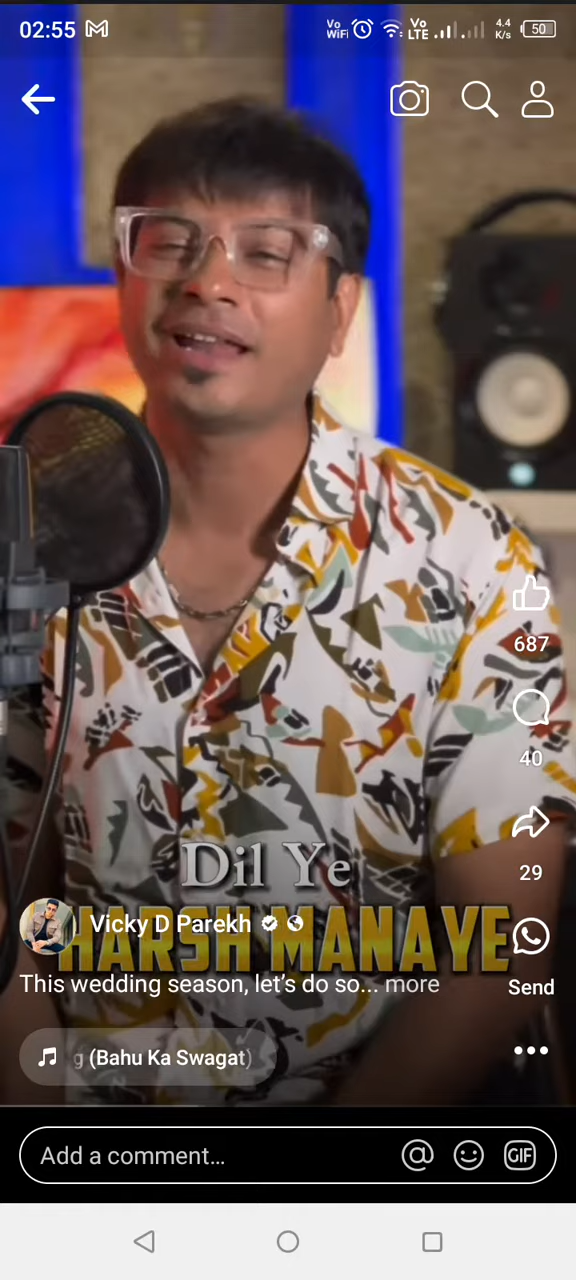 02:55
Vo WiFi
Vo LTE
4.4 K/s
50
687
40
29
Dil Ye
HARSH MANAYE
Vicky D Parekh
This wedding season, let’s do so... more
Send
g (Bahu Ka Swagat)
Add a comment...
GIF